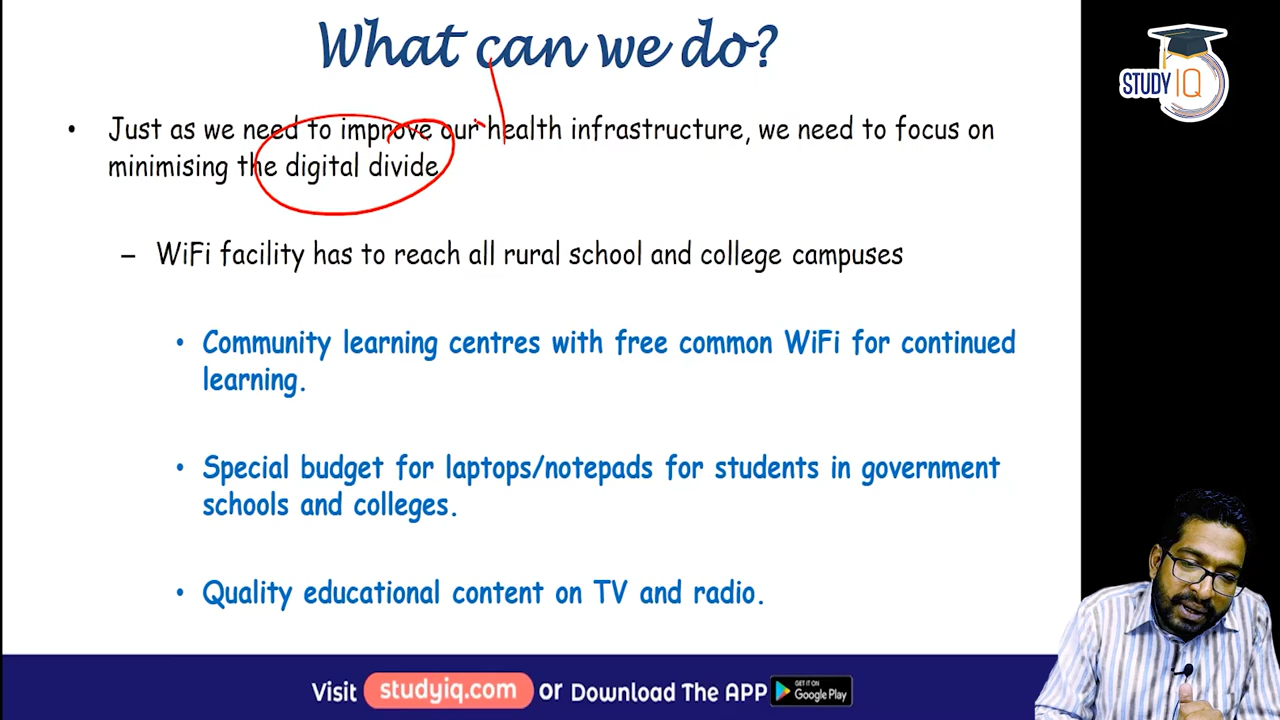 What can we do?
STUDY IQ
• Just as we need to improve our health infrastructure, we need to focus on
minimising the digital divide.
– WiFi facility has to reach all rural school and college campuses
• Community learning centres with free common WiFi for continued
learning.
• Special budget for laptops/notepads for students in government
schools and colleges.
• Quality educational content on TV and radio.
Visit studyiq.com or Download The APP GET IT ON Google Play